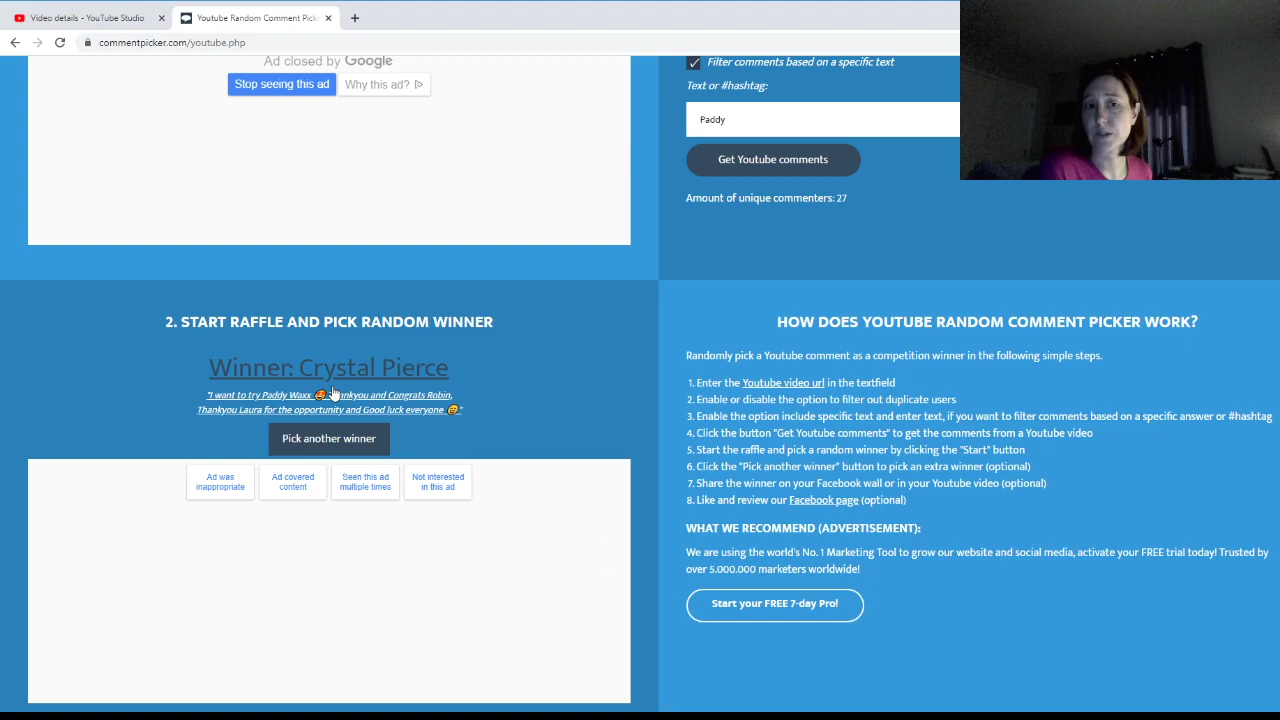 Video details - YouTube Studio
Youtube Random Comment Pick
commentpicker.com/youtube.php
Ad closed by Google
Stop seeing this ad
Why this ad?
Filter comments based on a specific text
Text or #hashtag:
Paddy
Get Youtube comments
Amount of unique commenters: 27
2. START RAFFLE AND PICK RANDOM WINNER
Winner: Crystal Pierce
"I want to try Paddy Waxx 🥰 Thankyou and Congrats Robin,
Thankyou Laura for the opportunity and Good luck everyone 😊"
Pick another winner
Ad was
inappropriate
Ad covered
content
Seen this ad
multiple times
Not interested
in this ad
HOW DOES YOUTUBE RANDOM COMMENT PICKER WORK?
Randomly pick a Youtube comment as a competition winner in the following simple steps.
1. Enter the Youtube video url in the textfield
2. Enable or disable the option to filter out duplicate users
3. Enable the option include specific text and enter text, if you want to filter comments based on a specific answer or #hashtag
4. Click the button "Get Youtube comments" to get the comments from a Youtube video
5. Start the raffle and pick a random winner by clicking the "Start" button
6. Click the "Pick another winner" button to pick an extra winner (optional)
7. Share the winner on your Facebook wall or in your Youtube video (optional)
8. Like and review our Facebook page (optional)
WHAT WE RECOMMEND (ADVERTISEMENT):
We are using the world's No. 1 Marketing Tool to grow our website and social media, activate your FREE trial today! Trusted by
over 5.000.000 marketers worldwide!
Start your FREE 7-day Pro!